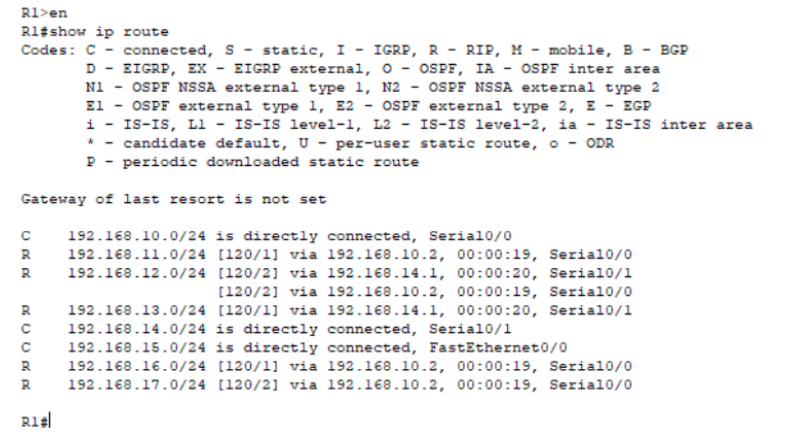 R1>en
R1#show ip route
Codes: C - connected, S - static, I - IGRP, R - RIP, M - mobile, B - BGP
       D - EIGRP, EX - EIGRP external, O - OSPF, IA - OSPF inter area
       N1 - OSPF NSSA external type 1, N2 - OSPF NSSA external type 2
       E1 - OSPF external type 1, E2 - OSPF external type 2, E - EGP
       i - IS-IS, L1 - IS-IS level-1, L2 - IS-IS level-2, ia - IS-IS inter area
       * - candidate default, U - per-user static route, o - ODR
       P - periodic downloaded static route

Gateway of last resort is not set

C    192.168.10.0/24 is directly connected, Serial0/0
R    192.168.11.0/24 [120/1] via 192.168.10.2, 00:00:19, Serial0/0
R    192.168.12.0/24 [120/2] via 192.168.14.1, 00:00:20, Serial0/1
                     [120/2] via 192.168.10.2, 00:00:19, Serial0/0
R    192.168.13.0/24 [120/1] via 192.168.14.1, 00:00:20, Serial0/1
C    192.168.14.0/24 is directly connected, Serial0/1
C    192.168.15.0/24 is directly connected, FastEthernet0/0
R    192.168.16.0/24 [120/1] via 192.168.10.2, 00:00:19, Serial0/0
R    192.168.17.0/24 [120/2] via 192.168.10.2, 00:00:19, Serial0/0

R1#